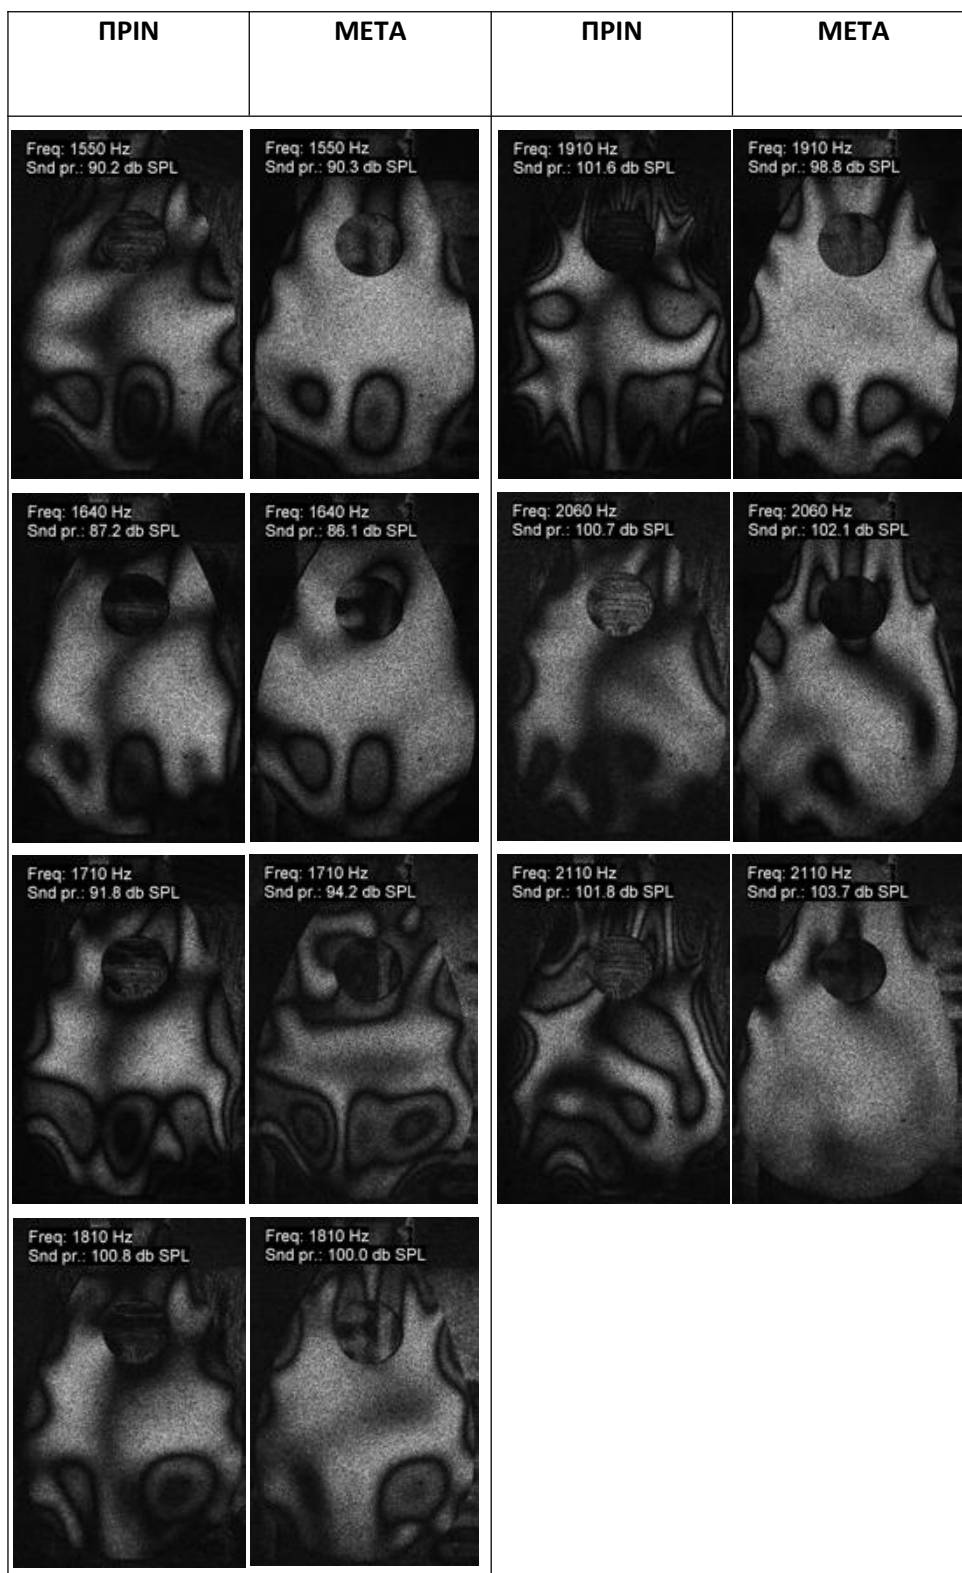 ΠΡΙΝ
ΜΕΤΑ
ΠΡΙΝ
ΜΕΤΑ
Freq: 1550 Hz
Snd pr.: 90.2 db SPL
Freq: 1550 Hz
Snd pr.: 90.3 db SPL
Freq: 1910 Hz
Snd pr.: 101.6 db SPL
Freq: 1910 Hz
Snd pr.: 98.8 db SPL
Freq: 1640 Hz
Snd pr.: 87.2 db SPL
Freq: 1640 Hz
Snd pr.: 86.1 db SPL
Freq: 2060 Hz
Snd pr.: 100.7 db SPL
Freq: 2060 Hz
Snd pr.: 102.1 db SPL
Freq: 1710 Hz
Snd pr.: 91.8 db SPL
Freq: 1710 Hz
Snd pr.: 94.2 db SPL
Freq: 2110 Hz
Snd pr.: 101.8 db SPL
Freq: 2110 Hz
Snd pr.: 103.7 db SPL
Freq: 1810 Hz
Snd pr.: 100.8 db SPL
Freq: 1810 Hz
Snd pr.: 100.0 db SPL